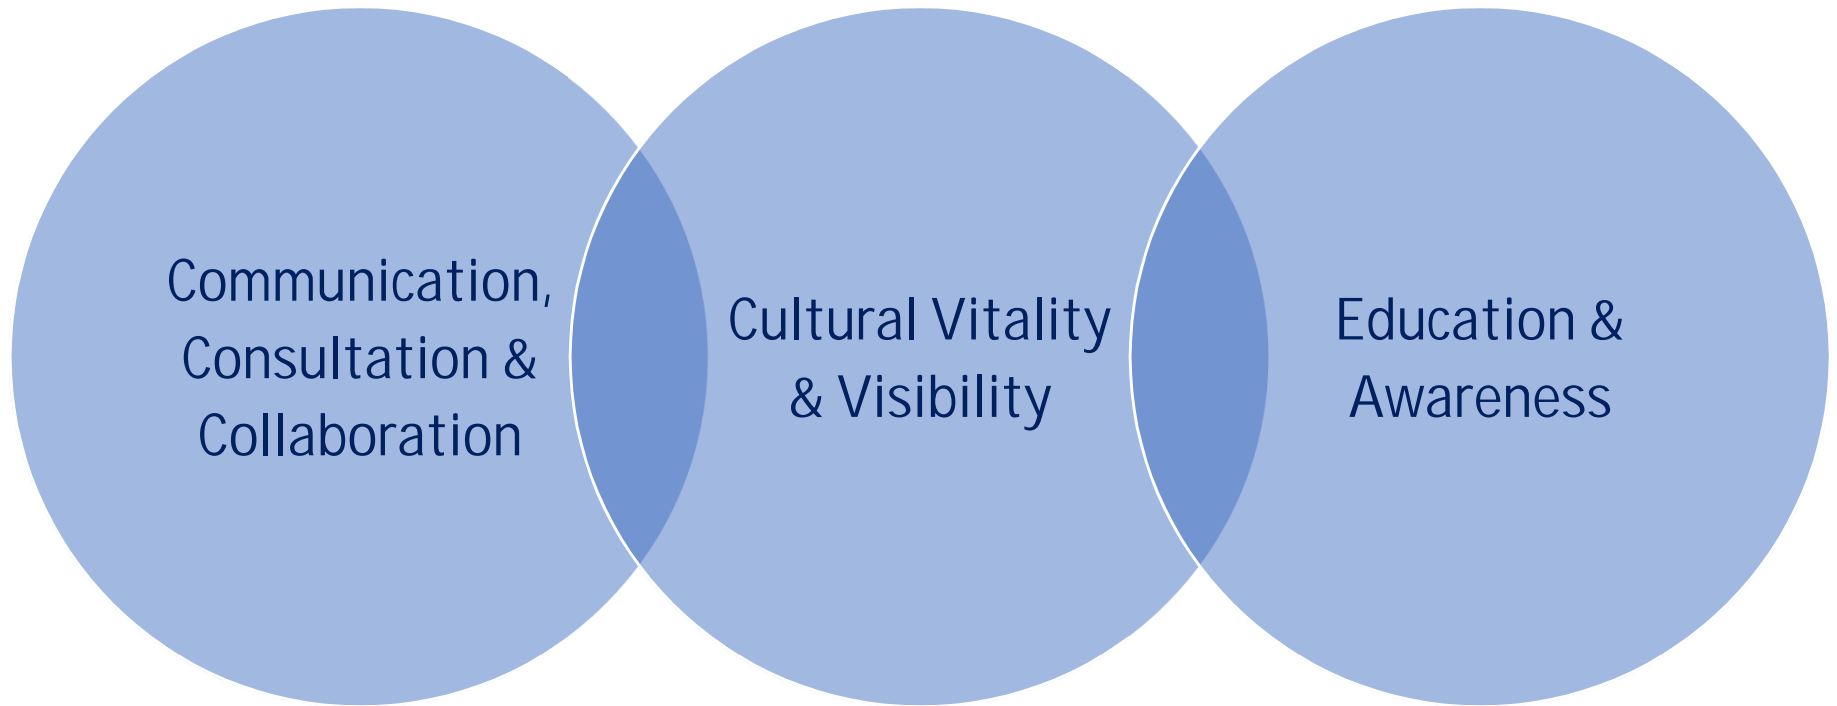 Communication,
Consultation &
Collaboration
Cultural Vitality
& Visibility
Education &
Awareness